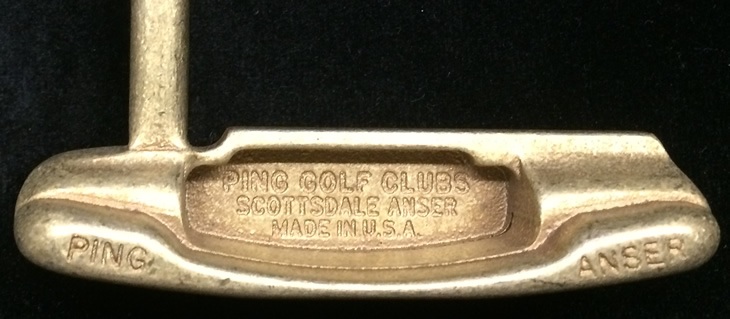 PING GOLF CLUBS
SCOTTSDALE ANSER
MADE IN U.S.A.
PING
ANSER